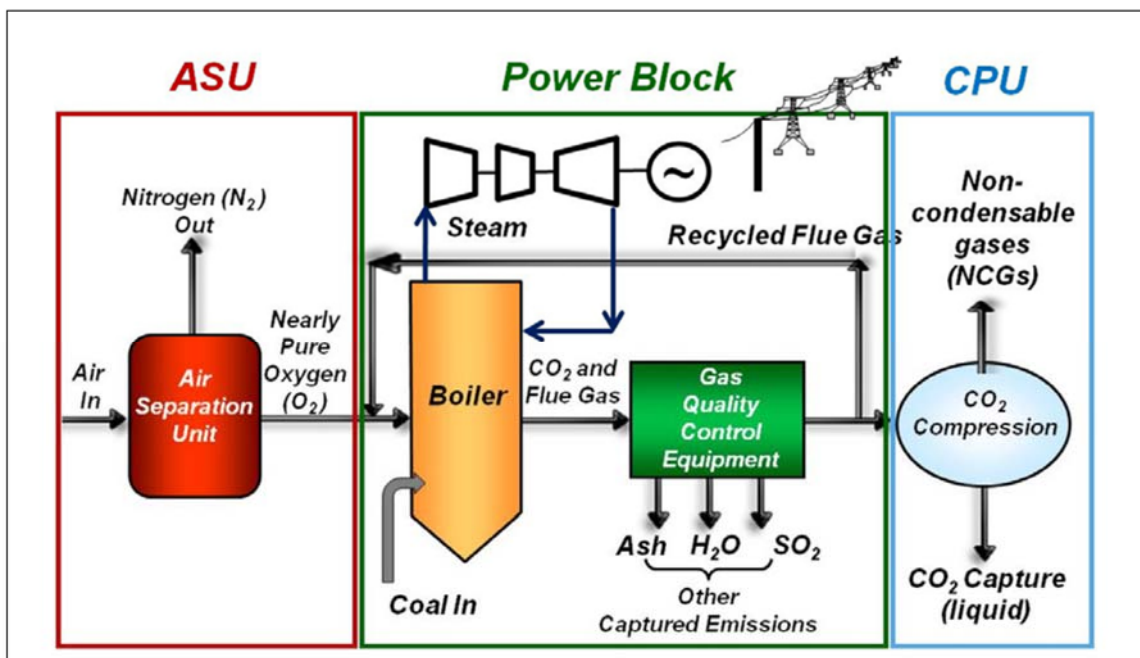 ASU
Power Block
CPU
Nitrogen (N₂)
Out
Air
In
Air
Separation
Unit
Nearly
Pure
Oxygen
(O₂)
Steam
~
Recycled Flue Gas
Boiler
Coal In
CO₂ and
Flue Gas
Gas
Quality
Control
Equipment
Ash H₂O SO₂
Other
Captured Emissions
Non-
condensable
gases
(NCGs)
CO₂
Compression
CO₂ Capture
(liquid)